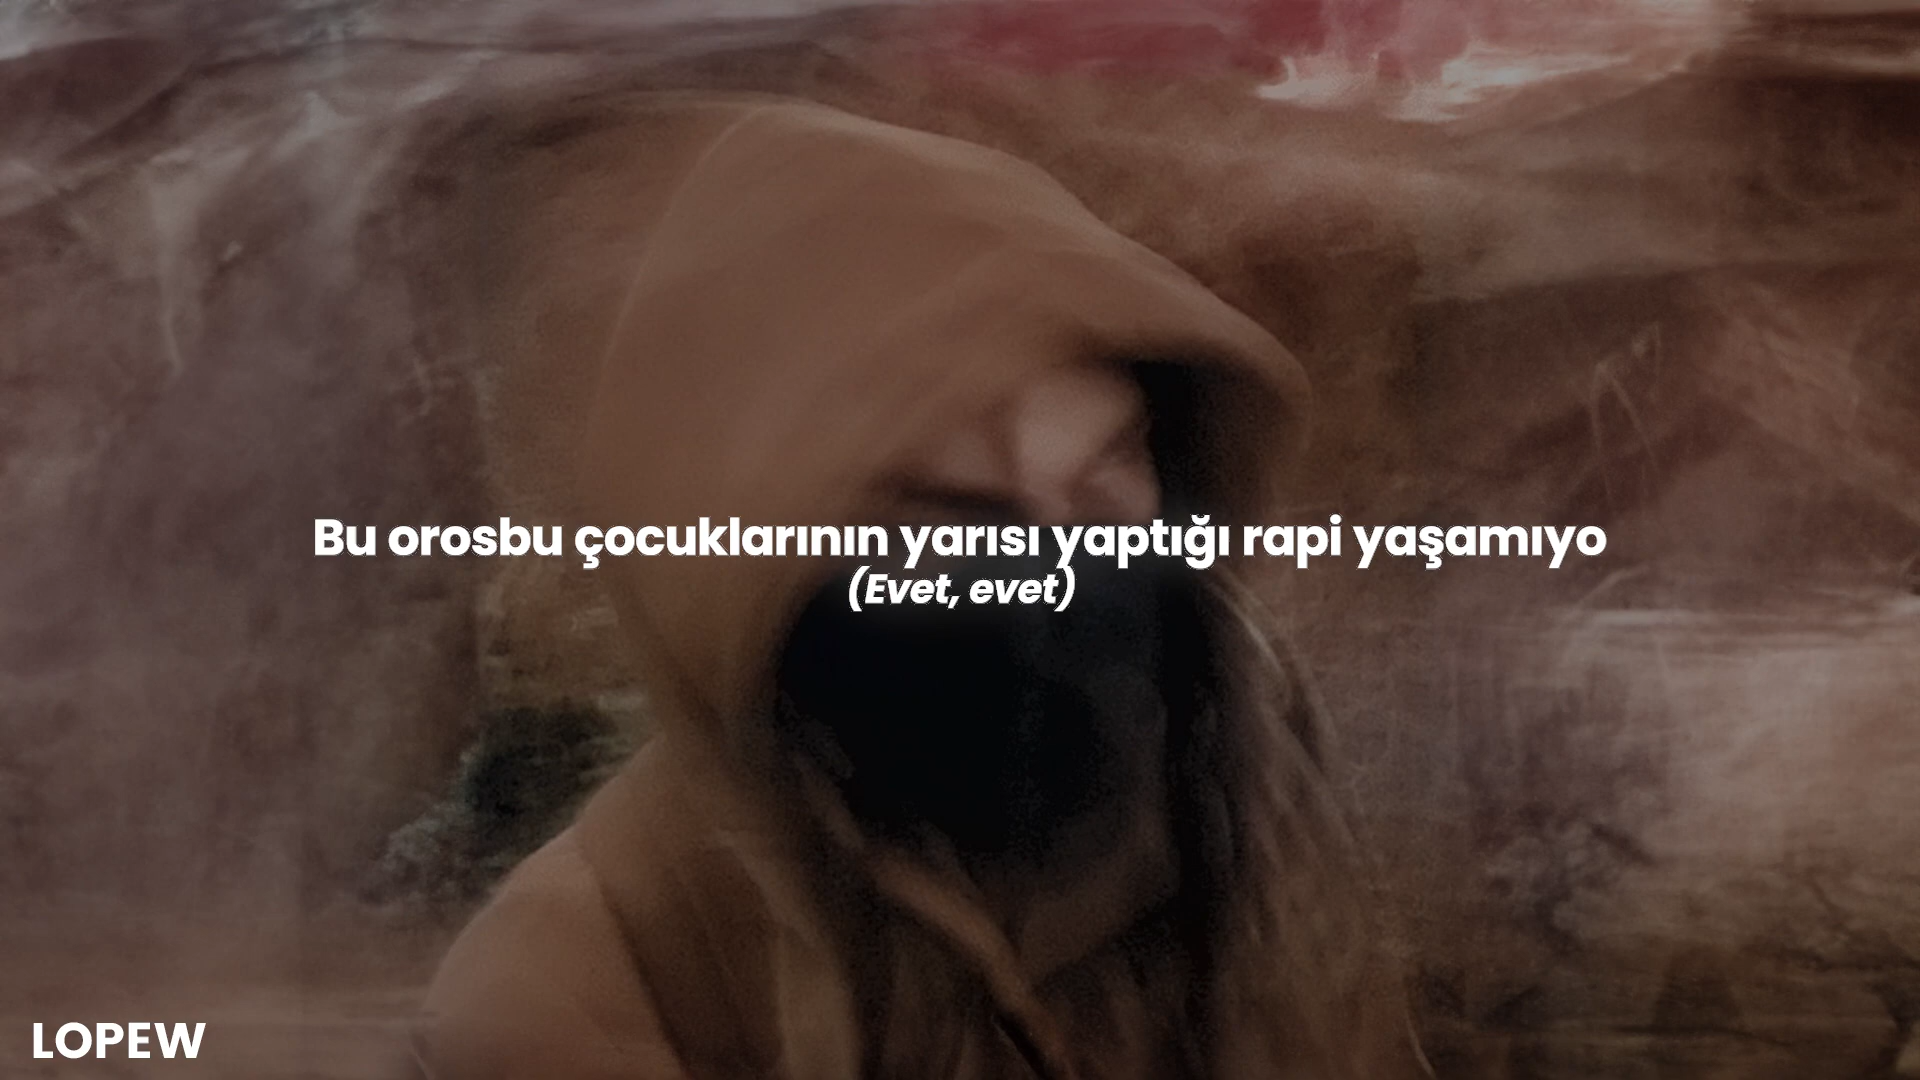 Bu orosbu çocuklarının yarısı yaptığı rapi yaşamıyo
(Evet, evet)
LOPEW